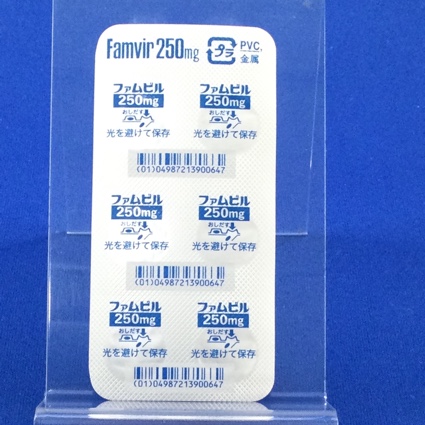 Famvir 250mg プラ PVC, 金属
ファムビル ファムビル
250mg 250mg
おしだす おしだす
光を避けて保存 光を避けて保存
(01)04987213900647
ファムビル ファムビル
250mg 250mg
おしだす おしだす
光を避けて保存 光を避けて保存
(01)04987213900647
ファムビル ファムビル
250mg 250mg
おしだす おしだす
光を避けて保存 光を避けて保存
(01)04987213900647